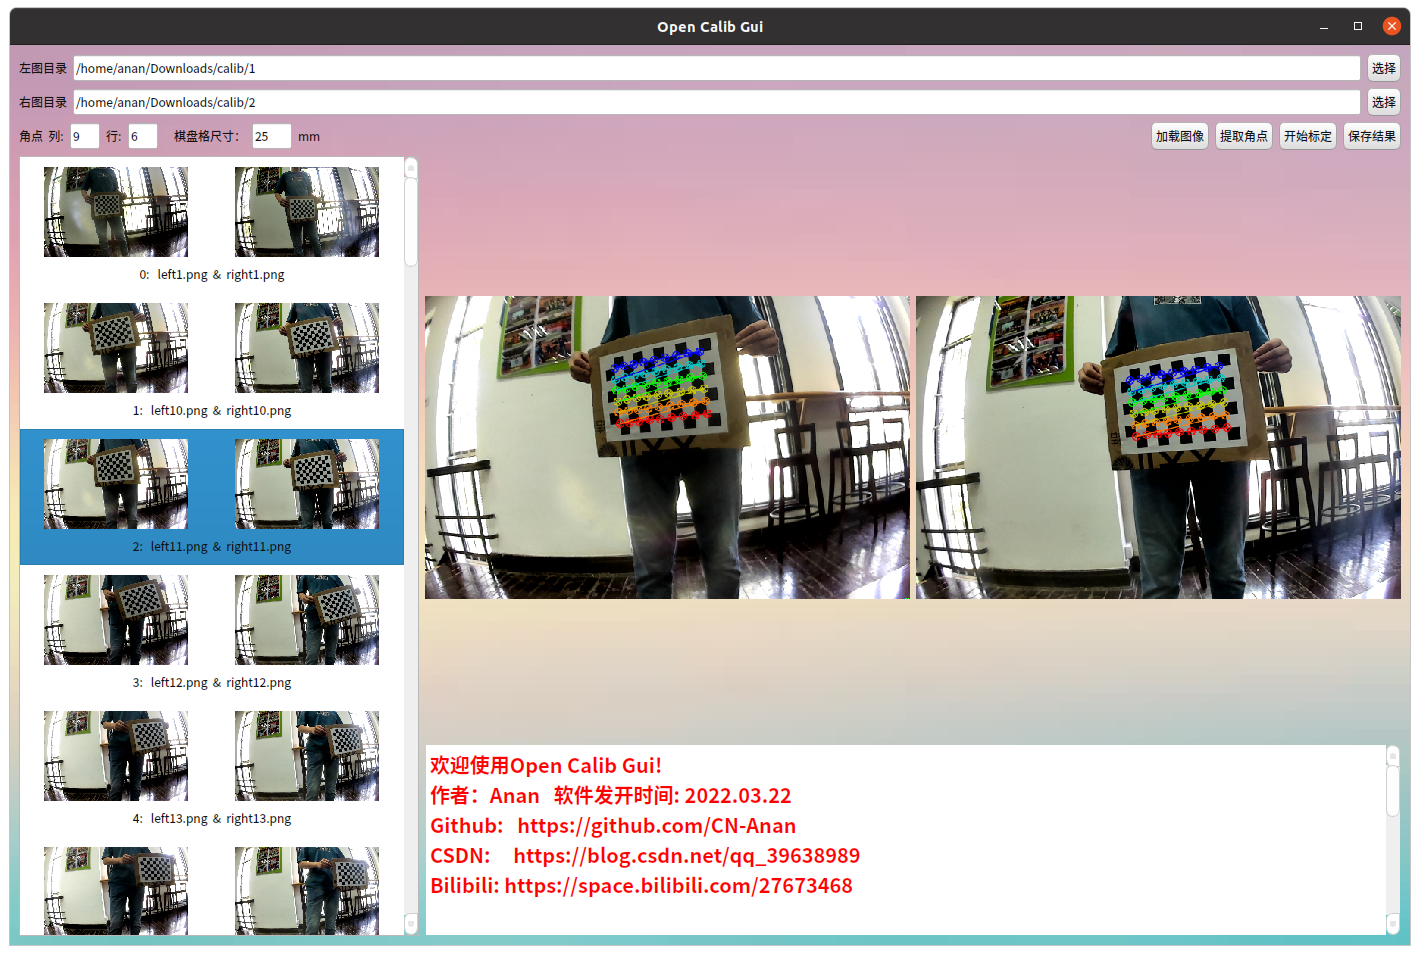 Open Calib Gui
左图目录 /home/anan/Downloads/calib/1 选择
右图目录 /home/anan/Downloads/calib/2 选择
角点 列: 9 行: 6 棋盘格尺寸: 25 mm 加载图像 提取角点 开始标定 保存结果
0: left1.png & right1.png
1: left10.png & right10.png
2: left11.png & right11.png
3: left12.png & right12.png
4: left13.png & right13.png
欢迎使用Open Calib Gui!
作者: Anan 软件发开时间: 2022.03.22
Github: https://github.com/CN-Anan
CSDN: https://blog.csdn.net/qq_39638989
Bilibili: https://space.bilibili.com/27673468